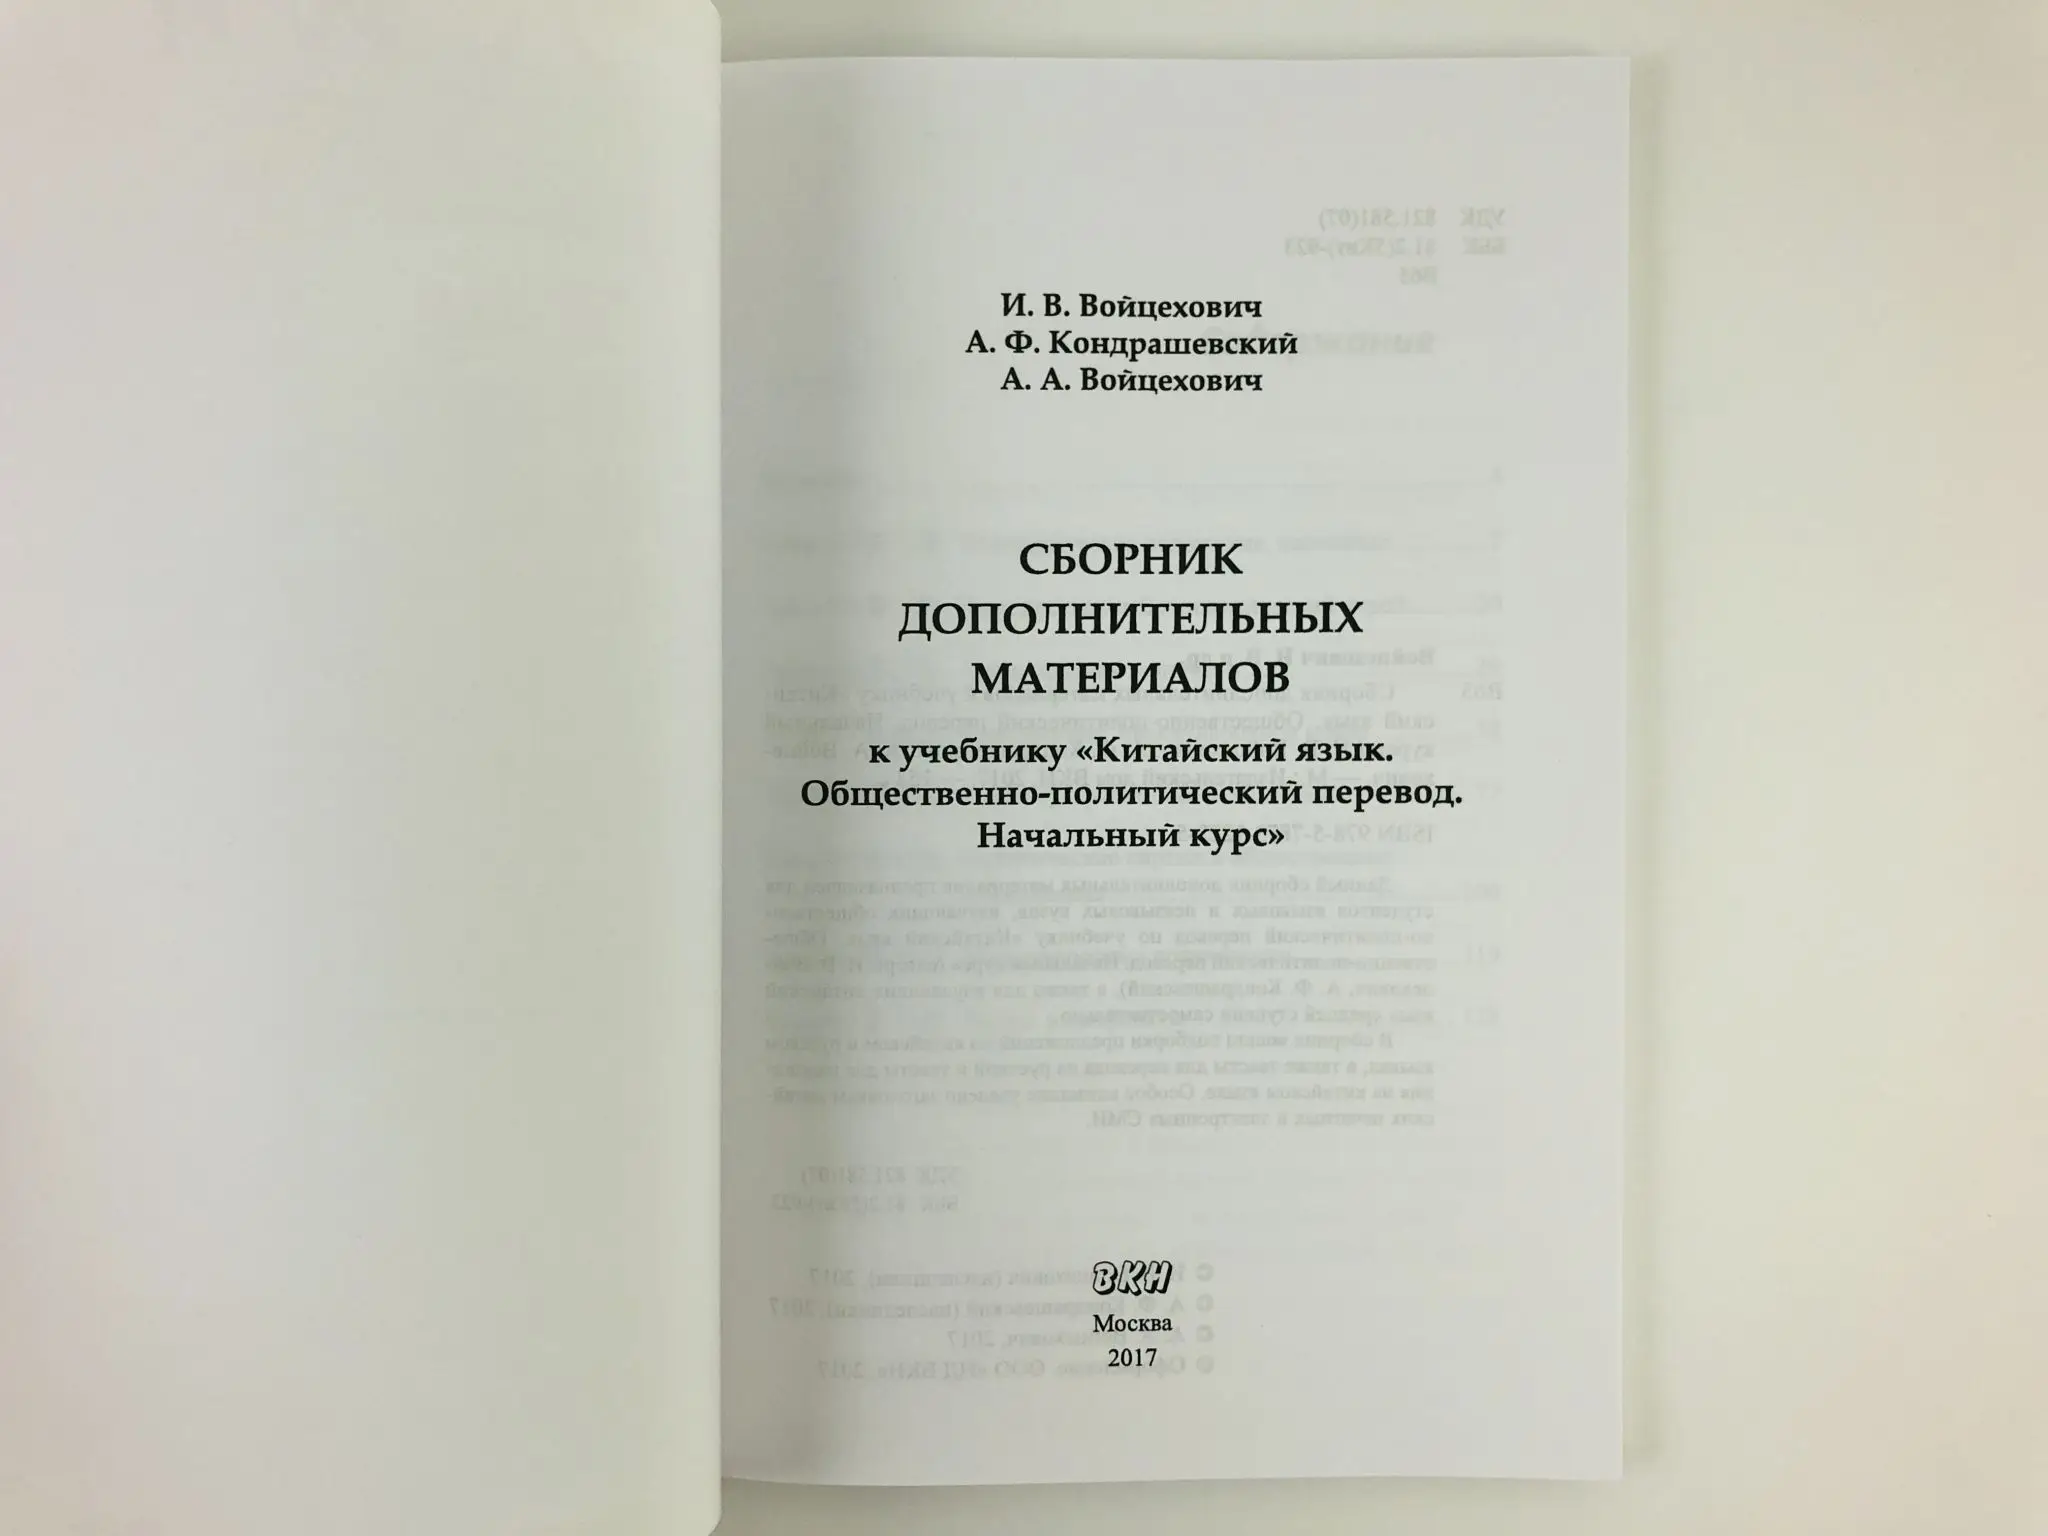 И. В. Войцехович
А. Ф. Кондрашевский
А. А. Войцехович
СБОРНИК
ДОПОЛНИТЕЛЬНЫХ
МАТЕРИАЛОВ
к учебнику «Китайский язык.
Общественно-политический перевод.
Начальный курс»
ВКН
Москва
2017